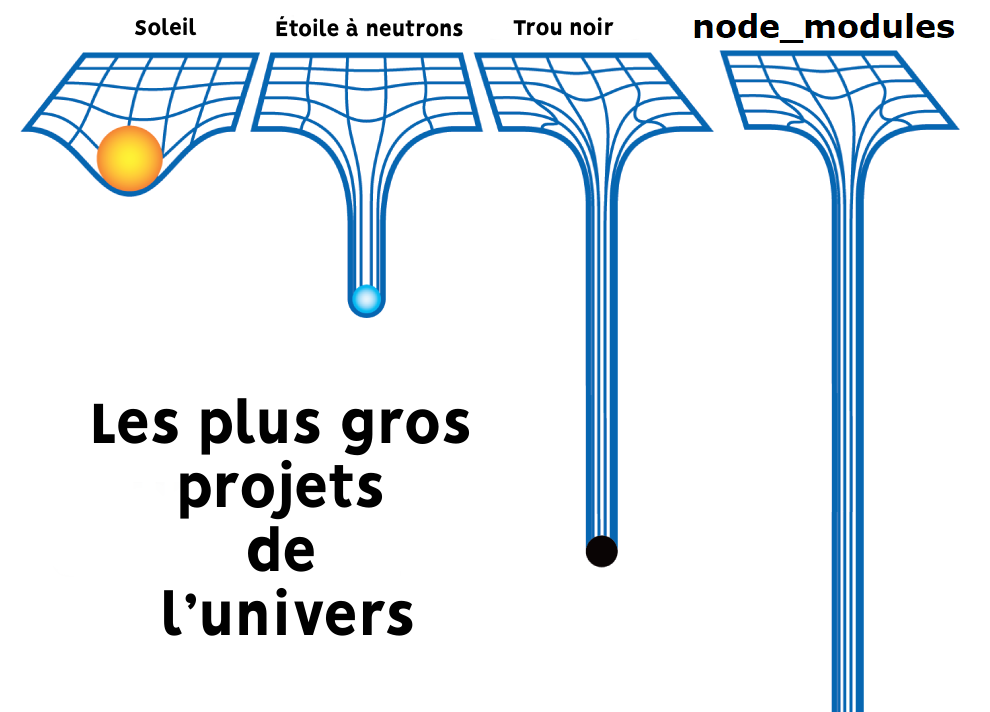 Soleil
Étoile à neutrons
Trou noir
node_modules
Les plus gros
projets
de
l'univers